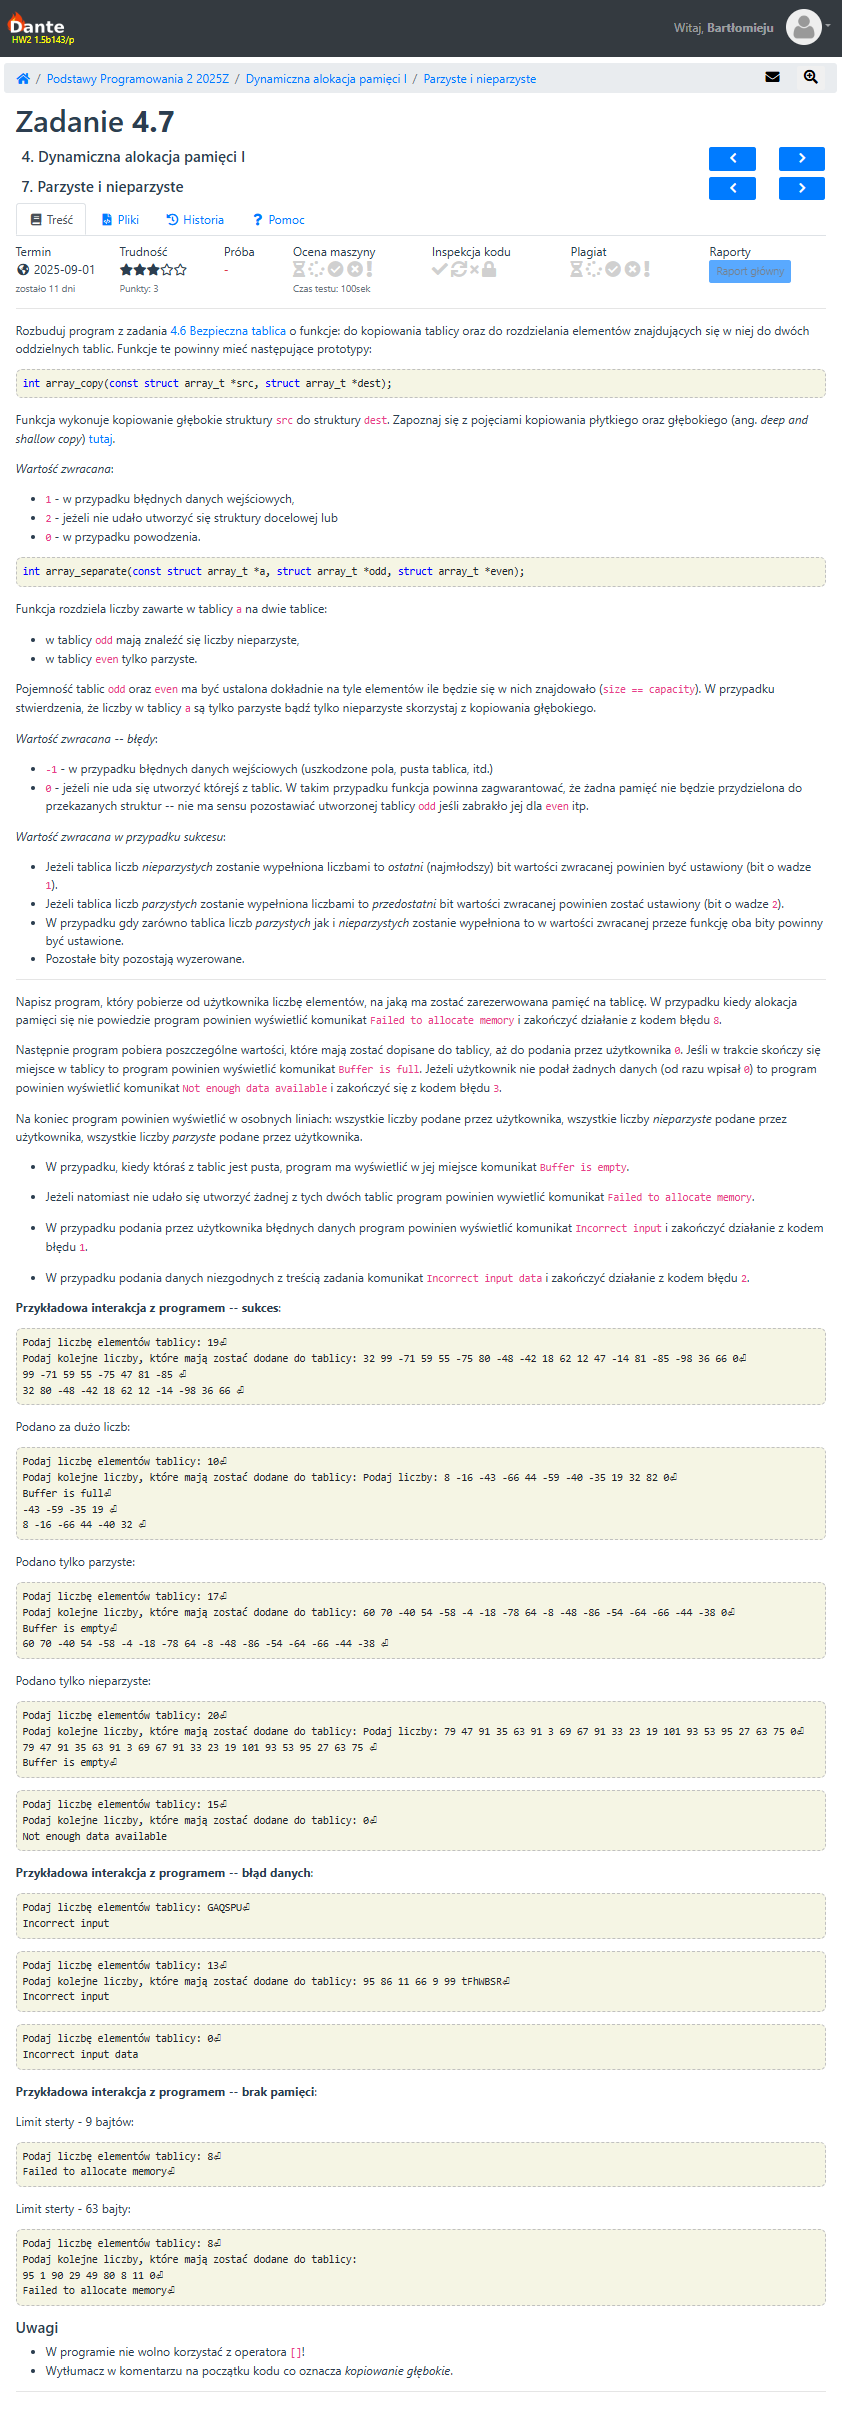 Dante
HW2 1.5b143/p
Witaj, Bartłomieju
/ Podstawy Programowania 2 2025Z / Dynamiczna alokacja pamięci I / Parzyste i nieparzyste
Zadanie 4.7
4. Dynamiczna alokacja pamięci I
7. Parzyste i nieparzyste
Treść Pliki Historia Pomoc
Termin Trudność Próba Ocena maszyny Inspekcja kodu Plagiat Raporty
2025-09-01 - Raport główny
zostało 11 dni Punkty: 3 Czas testu: 100sek
Rozbuduj program z zadania 4.6 Bezpieczna tablica o funkcje: do kopiowania tablicy oraz do rozdzielania elementów znajdujących się w niej do dwóch
oddzielnych tablic. Funkcje te powinny mieć następujące prototypy:
int array_copy(const struct array_t *src, struct array_t *dest);
Funkcja wykonuje kopiowanie głębokie struktury src do struktury dest. Zapoznaj się z pojęciami kopiowania płytkiego oraz głębokiego (ang. deep and
shallow copy) tutaj.
Wartość zwracana:
• 1 - w przypadku błędnych danych wejściowych,
• 2 - jeżeli nie udało utworzyć się struktury docelowej lub
• 0 - w przypadku powodzenia.
int array_separate(const struct array_t *a, struct array_t *odd, struct array_t *even);
Funkcja rozdziela liczby zawarte w tablicy a na dwie tablice:
• w tablicy odd mają znaleźć się liczby nieparzyste,
• w tablicy even tylko parzyste.
Pojemność tablic odd oraz even ma być ustalona dokładnie na tyle elementów ile będzie się w nich znajdowało (size == capacity). W przypadku
stwierdzenia, że liczby w tablicy a są tylko parzyste bądź tylko nieparzyste skorzystaj z kopiowania głębokiego.
Wartość zwracana -- błędy:
• -1 - w przypadku błędnych danych wejściowych (uszkodzone pola, pusta tablica, itd.)
• 0 - jeżeli nie uda się utworzyć którejś z tablic. W takim przypadku funkcja powinna zagwarantować, że żadna pamięć nie będzie przydzielona do
przekazanych struktur -- nie ma sensu pozostawiać utworzonej tablicy odd jeśli zabrakło jej dla even itp.
Wartość zwracana w przypadku sukcesu:
• Jeżeli tablica liczb nieparzystych zostanie wypełniona liczbami to ostatni (najmłodszy) bit wartości zwracanej powinien być ustawiony (bit o wadze
1).
• Jeżeli tablica liczb parzystych zostanie wypełniona liczbami to przedostatni bit wartości zwracanej powinien zostać ustawiony (bit o wadze 2).
• W przypadku gdy zarówno tablica liczb parzystych jak i nieparzystych zostanie wypełniona to w wartości zwracanej przeze funkcję oba bity powinny
być ustawione.
• Pozostałe bity pozostają wyzerowane.
Napisz program, który pobierze od użytkownika liczbę elementów, na jaką ma zostać zarezerwowana pamięć na tablicę. W przypadku kiedy alokacja
pamięci się nie powiedzie program powinien wyświetlić komunikat Failed to allocate memory i zakończyć działanie z kodem błędu 8.
Następnie program pobiera poszczególne wartości, które mają zostać dopisane do tablicy, aż do podania przez użytkownika 0. Jeśli w trakcie skończy się
miejsce w tablicy to program powinien wyświetlić komunikat Buffer is full. Jeżeli użytkownik nie podał żadnych danych (od razu wpisał 0) to program
powinien wyświetlić komunikat Not enough data available i zakończyć się z kodem błędu 3.
Na koniec program powinien wyświetlić w osobnych liniach: wszystkie liczby podane przez użytkownika, wszystkie liczby nieparzyste podane przez
użytkownika, wszystkie liczby parzyste podane przez użytkownika.
• W przypadku, kiedy któraś z tablic jest pusta, program ma wyświetlić w jej miejsce komunikat Buffer is empty.
• Jeżeli natomiast nie udało się utworzyć żadnej z tych dwóch tablic program powinien wywietlić komunikat Failed to allocate memory.
• W przypadku podania przez użytkownika błędnych danych program powinien wyświetlić komunikat Incorrect input i zakończyć działanie z kodem
błędu 1.
• W przypadku podania danych niezgodnych z treścią zadania komunikat Incorrect input data i zakończyć działanie z kodem błędu 2.
Przykładowa interakcja z programem -- sukces:
Podaj liczbę elementów tablicy: 19⏎
Podaj kolejne liczby, które mają zostać dodane do tablicy: 32 99 -71 59 55 -75 80 -48 -42 18 62 12 47 -14 81 -85 -98 36 66 0⏎
99 -71 59 55 -75 47 81 -85 ⏎
32 80 -48 -42 18 62 12 -14 -98 36 66 ⏎
Podano za dużo liczb:
Podaj liczbę elementów tablicy: 10⏎
Podaj kolejne liczby, które mają zostać dodane do tablicy: Podaj liczby: 8 -16 -43 -66 44 -59 -40 -35 19 32 82 0⏎
Buffer is full⏎
-43 -59 -35 19 ⏎
8 -16 -66 44 -40 32 ⏎
Podano tylko parzyste:
Podaj liczbę elementów tablicy: 17⏎
Podaj kolejne liczby, które mają zostać dodane do tablicy: 60 70 -40 54 -58 -4 -18 -78 64 -8 -48 -86 -54 -64 -66 -44 -38 0⏎
Buffer is empty⏎
60 70 -40 54 -58 -4 -18 -78 64 -8 -48 -86 -54 -64 -66 -44 -38 ⏎
Podano tylko nieparzyste:
Podaj liczbę elementów tablicy: 20⏎
Podaj kolejne liczby, które mają zostać dodane do tablicy: Podaj liczby: 79 47 91 35 63 91 3 69 67 91 33 23 19 101 93 53 95 27 63 75 0⏎
79 47 91 35 63 91 3 69 67 91 33 23 19 101 93 53 95 27 63 75 ⏎
Buffer is empty⏎
Podaj liczbę elementów tablicy: 15⏎
Podaj kolejne liczby, które mają zostać dodane do tablicy: 0⏎
Not enough data available
Przykładowa interakcja z programem -- błąd danych:
Podaj liczbę elementów tablicy: GAQSPU⏎
Incorrect input
Podaj liczbę elementów tablicy: 13⏎
Podaj kolejne liczby, które mają zostać dodane do tablicy: 95 86 11 66 9 99 tFhWBSR⏎
Incorrect input
Podaj liczbę elementów tablicy: 0⏎
Incorrect input data
Przykładowa interakcja z programem -- brak pamięci:
Limit sterty - 9 bajtów:
Podaj liczbę elementów tablicy: 8⏎
Failed to allocate memory⏎
Limit sterty - 63 bajty:
Podaj liczbę elementów tablicy: 8⏎
Podaj kolejne liczby, które mają zostać dodane do tablicy:
95 1 90 29 49 80 8 11 0⏎
Failed to allocate memory⏎
Uwagi
• W programie nie wolno korzystać z operatora []!
• Wytłumacz w komentarzu na początku kodu co oznacza kopiowanie głębokie.